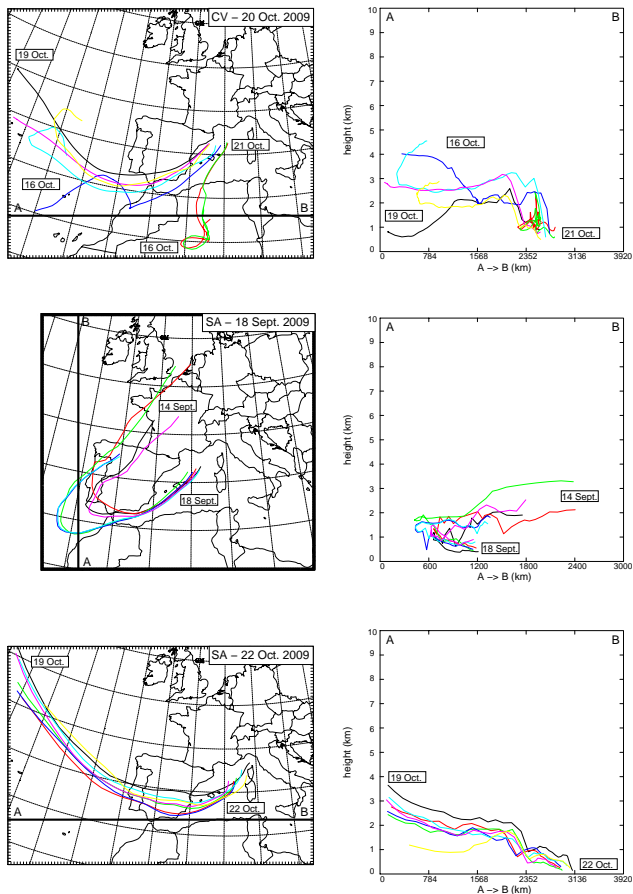 CV – 20 Oct. 2009
19 Oct.
21 Oct.
16 Oct.
A
B
16 Oct.
A
B
10
9
8
7
6
5
4
3
2
1
0
height (km)
16 Oct.
19 Oct.
21 Oct.
0
784
1568
2352
3136
3920
A -> B (km)
SA – 18 Sept. 2009
B
14 Sept.
18 Sept.
A
A
B
10
9
8
7
6
5
4
3
2
1
0
height (km)
14 Sept.
18 Sept.
0
600
1200
1800
2400
3000
A -> B (km)
SA – 22 Oct. 2009
19 Oct.
22 Oct.
A
B
A
B
10
9
8
7
6
5
4
3
2
1
0
height (km)
19 Oct.
22 Oct.
0
784
1568
2352
3136
3920
A -> B (km)